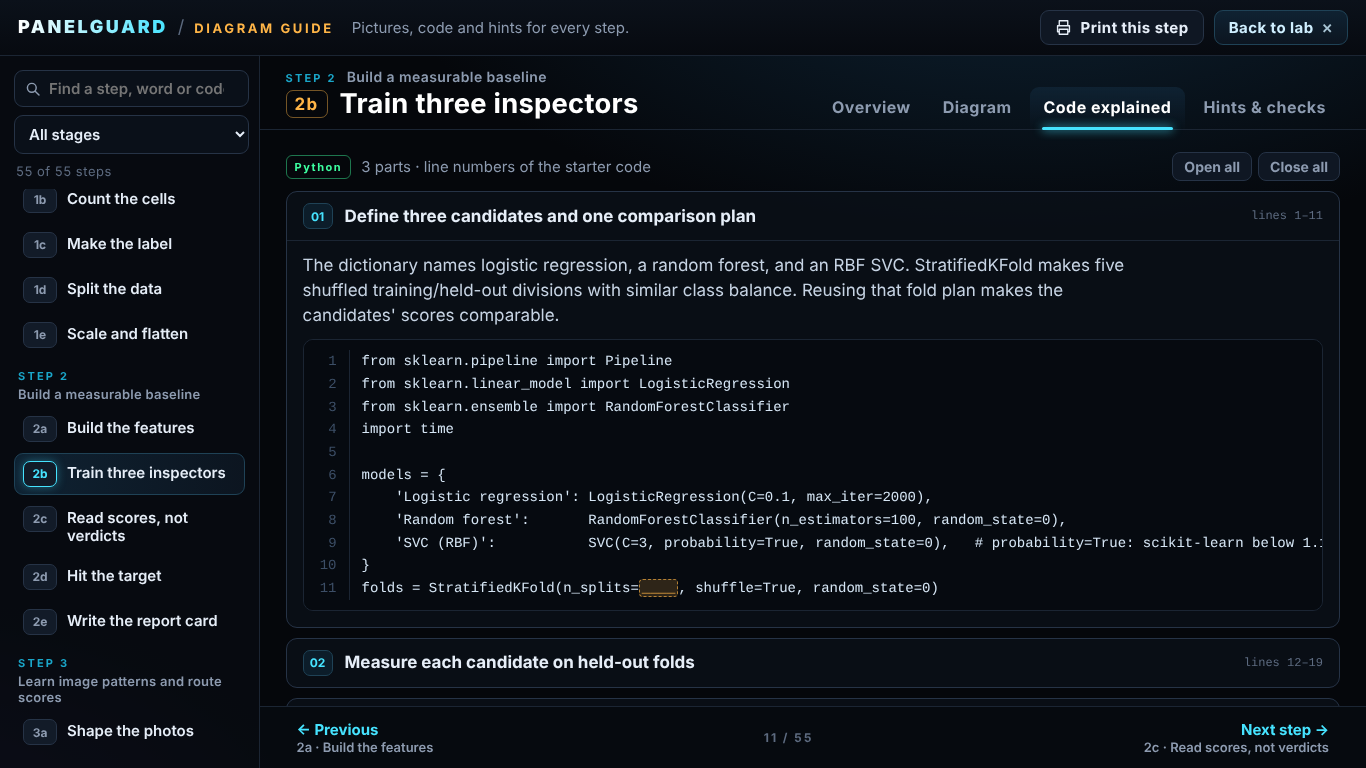 PANELGUARD / DIAGRAM GUIDE Pictures, code and hints for every step.
Print this step
Back to lab ×
Find a step, word or cod
All stages
55 of 55 steps
1b Count the cells
1c Make the label
1d Split the data
1e Scale and flatten
STEP 2
Build a measurable baseline
2a Build the features
2b Train three inspectors
2c Read scores, not
verdicts
2d Hit the target
2e Write the report card
STEP 3
Learn image patterns and route
scores
3a Shape the photos
STEP 2 Build a measurable baseline
2b Train three inspectors
Overview Diagram Code explained Hints & checks
Python 3 parts · line numbers of the starter code
Open all Close all
01 Define three candidates and one comparison plan lines 1–11
The dictionary names logistic regression, a random forest, and an RBF SVC. StratifiedKFold makes five
shuffled training/held-out divisions with similar class balance. Reusing that fold plan makes the
candidates' scores comparable.
1 from sklearn.pipeline import Pipeline
2 from sklearn.linear_model import LogisticRegression
3 from sklearn.ensemble import RandomForestClassifier
4 import time
5
6 models = {
7     'Logistic regression': LogisticRegression(C=0.1, max_iter=2000),
8     'Random forest':       RandomForestClassifier(n_estimators=100, random_state=0),
9     'SVC (RBF)':           SVC(C=3, probability=True, random_state=0),   # probability=True: scikit-learn below 1.
10 }
11 folds = StratifiedKFold(n_splits=____, shuffle=True, random_state=0)
02 Measure each candidate on held-out folds lines 12–19
← Previous
2a · Build the features
11 / 55
Next step →
2c · Read scores, not verdicts